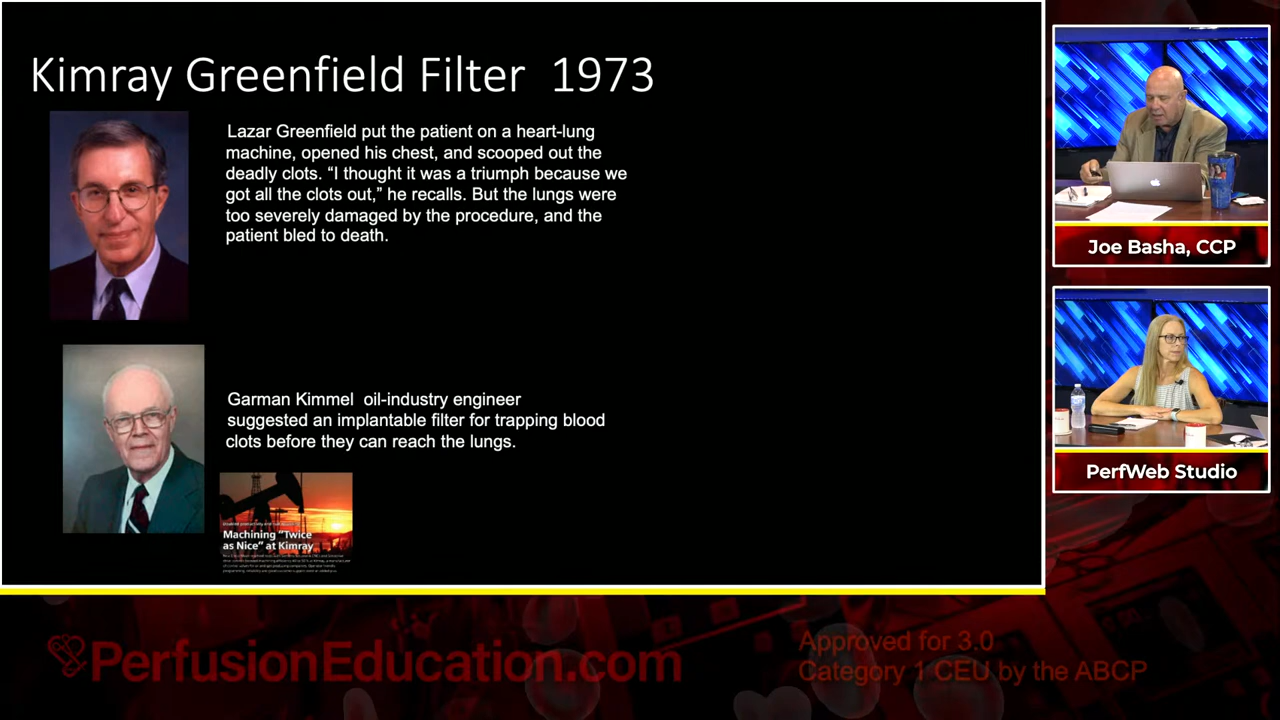 Kimray Greenfield Filter 1973
Lazar Greenfield put the patient on a heart-lung
machine, opened his chest, and scooped out the
deadly clots. “I thought it was a triumph because we
got all the clots out,” he recalls. But the lungs were
too severely damaged by the procedure, and the
patient bled to death.
Garman Kimmel oil-industry engineer
suggested an implantable filter for trapping blood
clots before they can reach the lungs.
Machining “Twice
as Nice” at Kimray
Joe Basha, CCP
PerfWeb Studio
PerfusionEducation.com
Approved for 3.0
Category 1 CEU by the ABCP